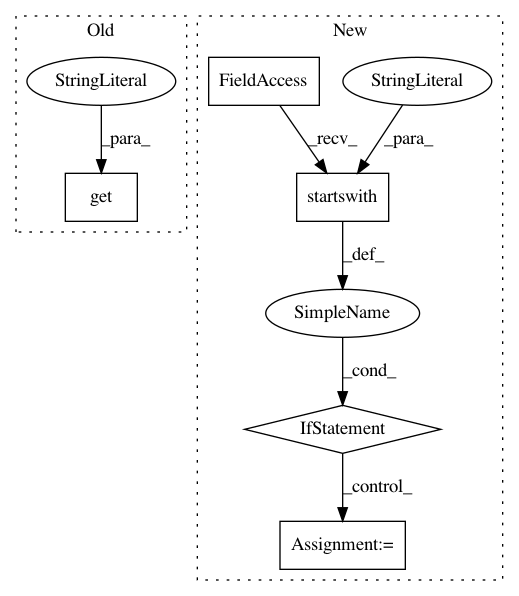 Old
New
StringLiteral
FieldAccess
StringLiteral
_para_
_recv_
_para_
get
startswith
_def_
SimpleName
_cond_
IfStatement
_control_
Assignment:=